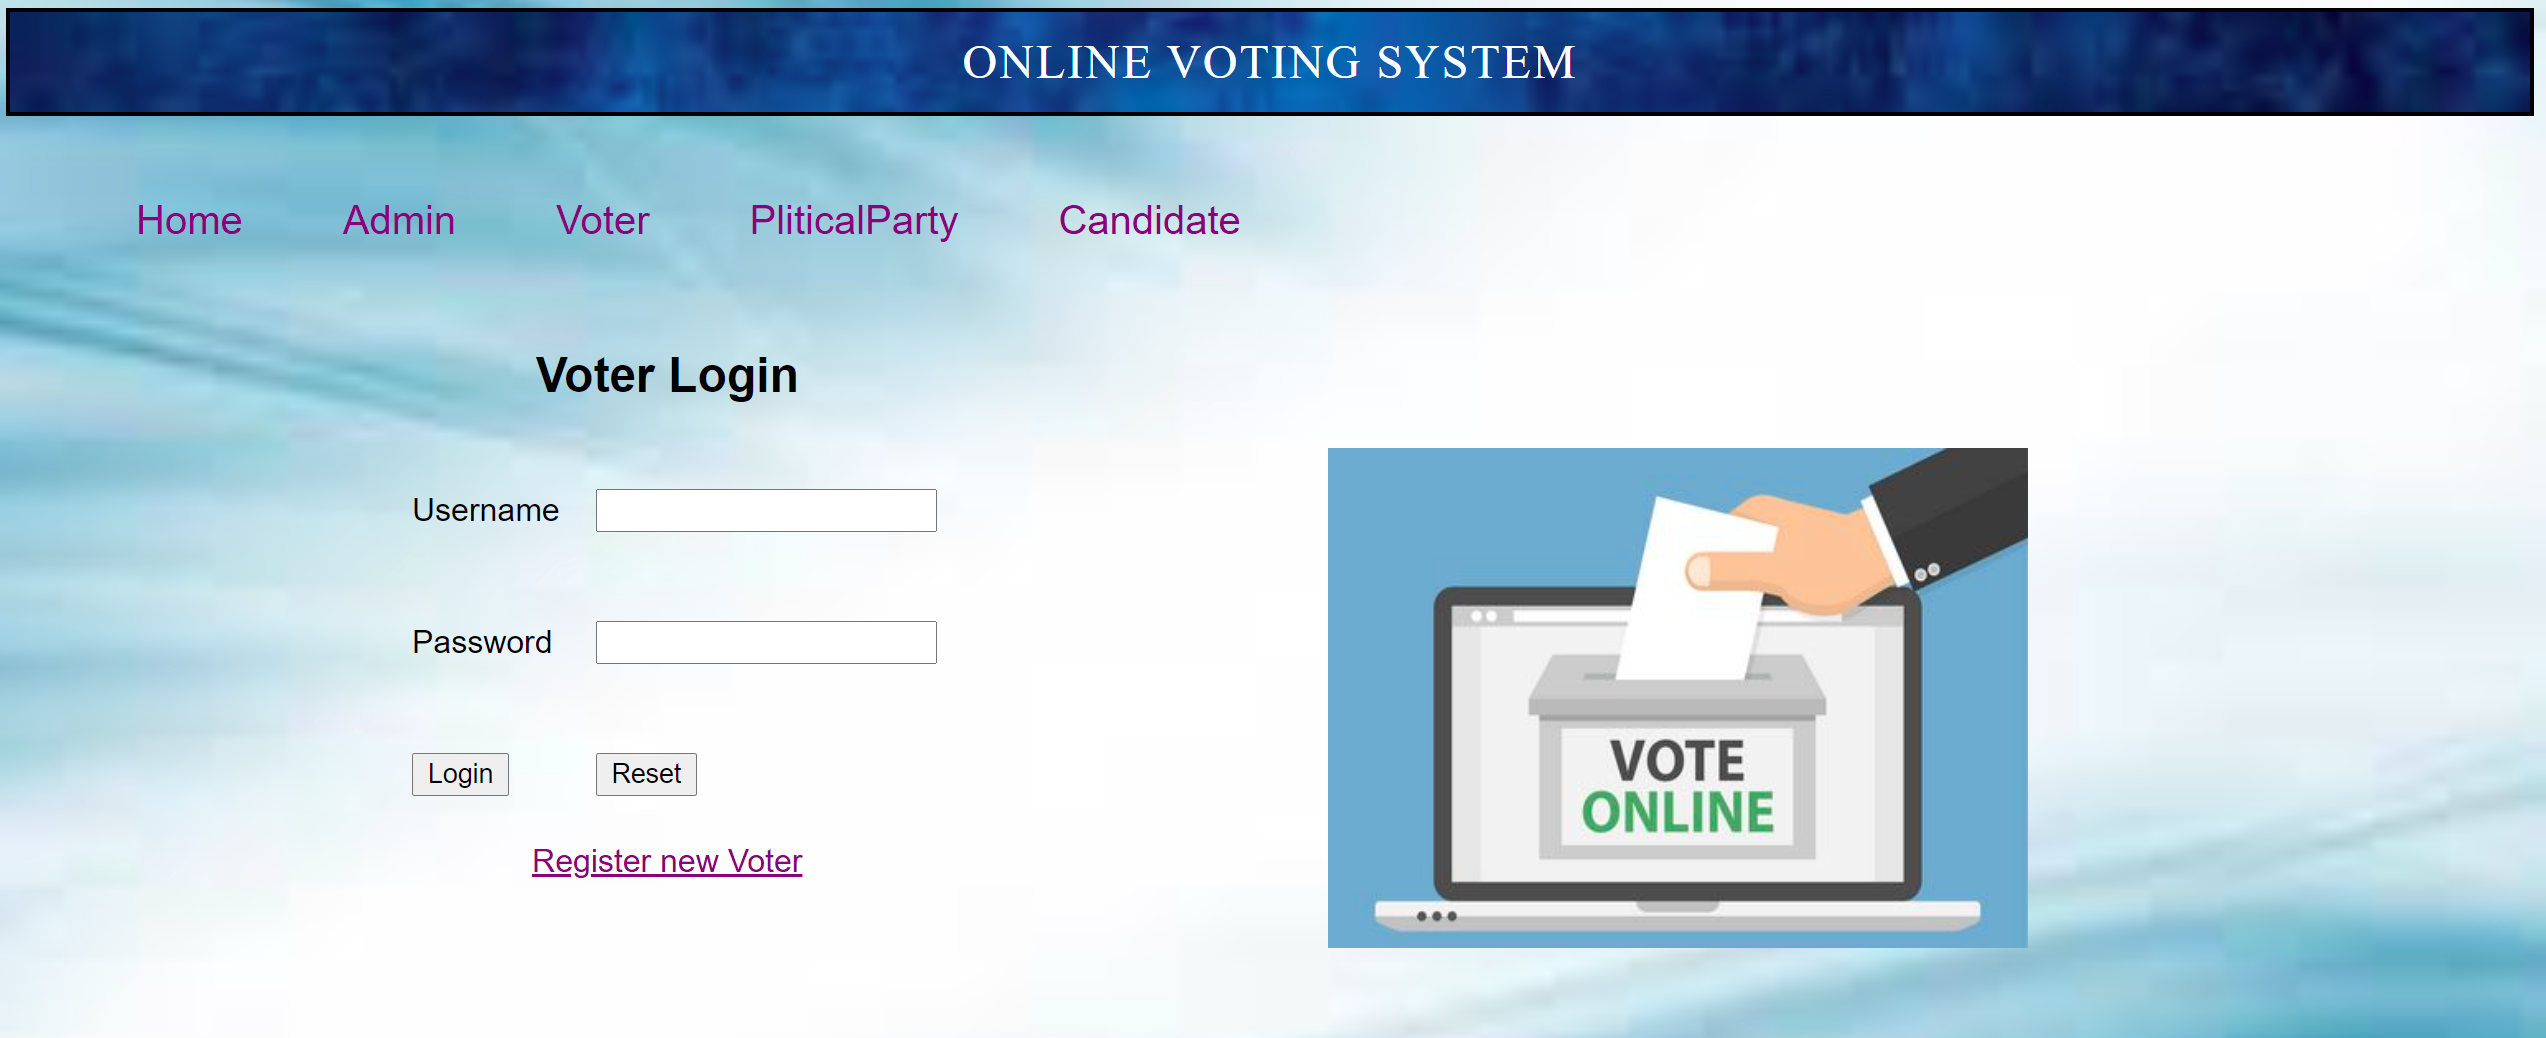 ONLINE VOTING SYSTEM
Home Admin Voter PliticalParty Candidate
Voter Login
Username
Password
Login Reset
Register new Voter
VOTE
ONLINE